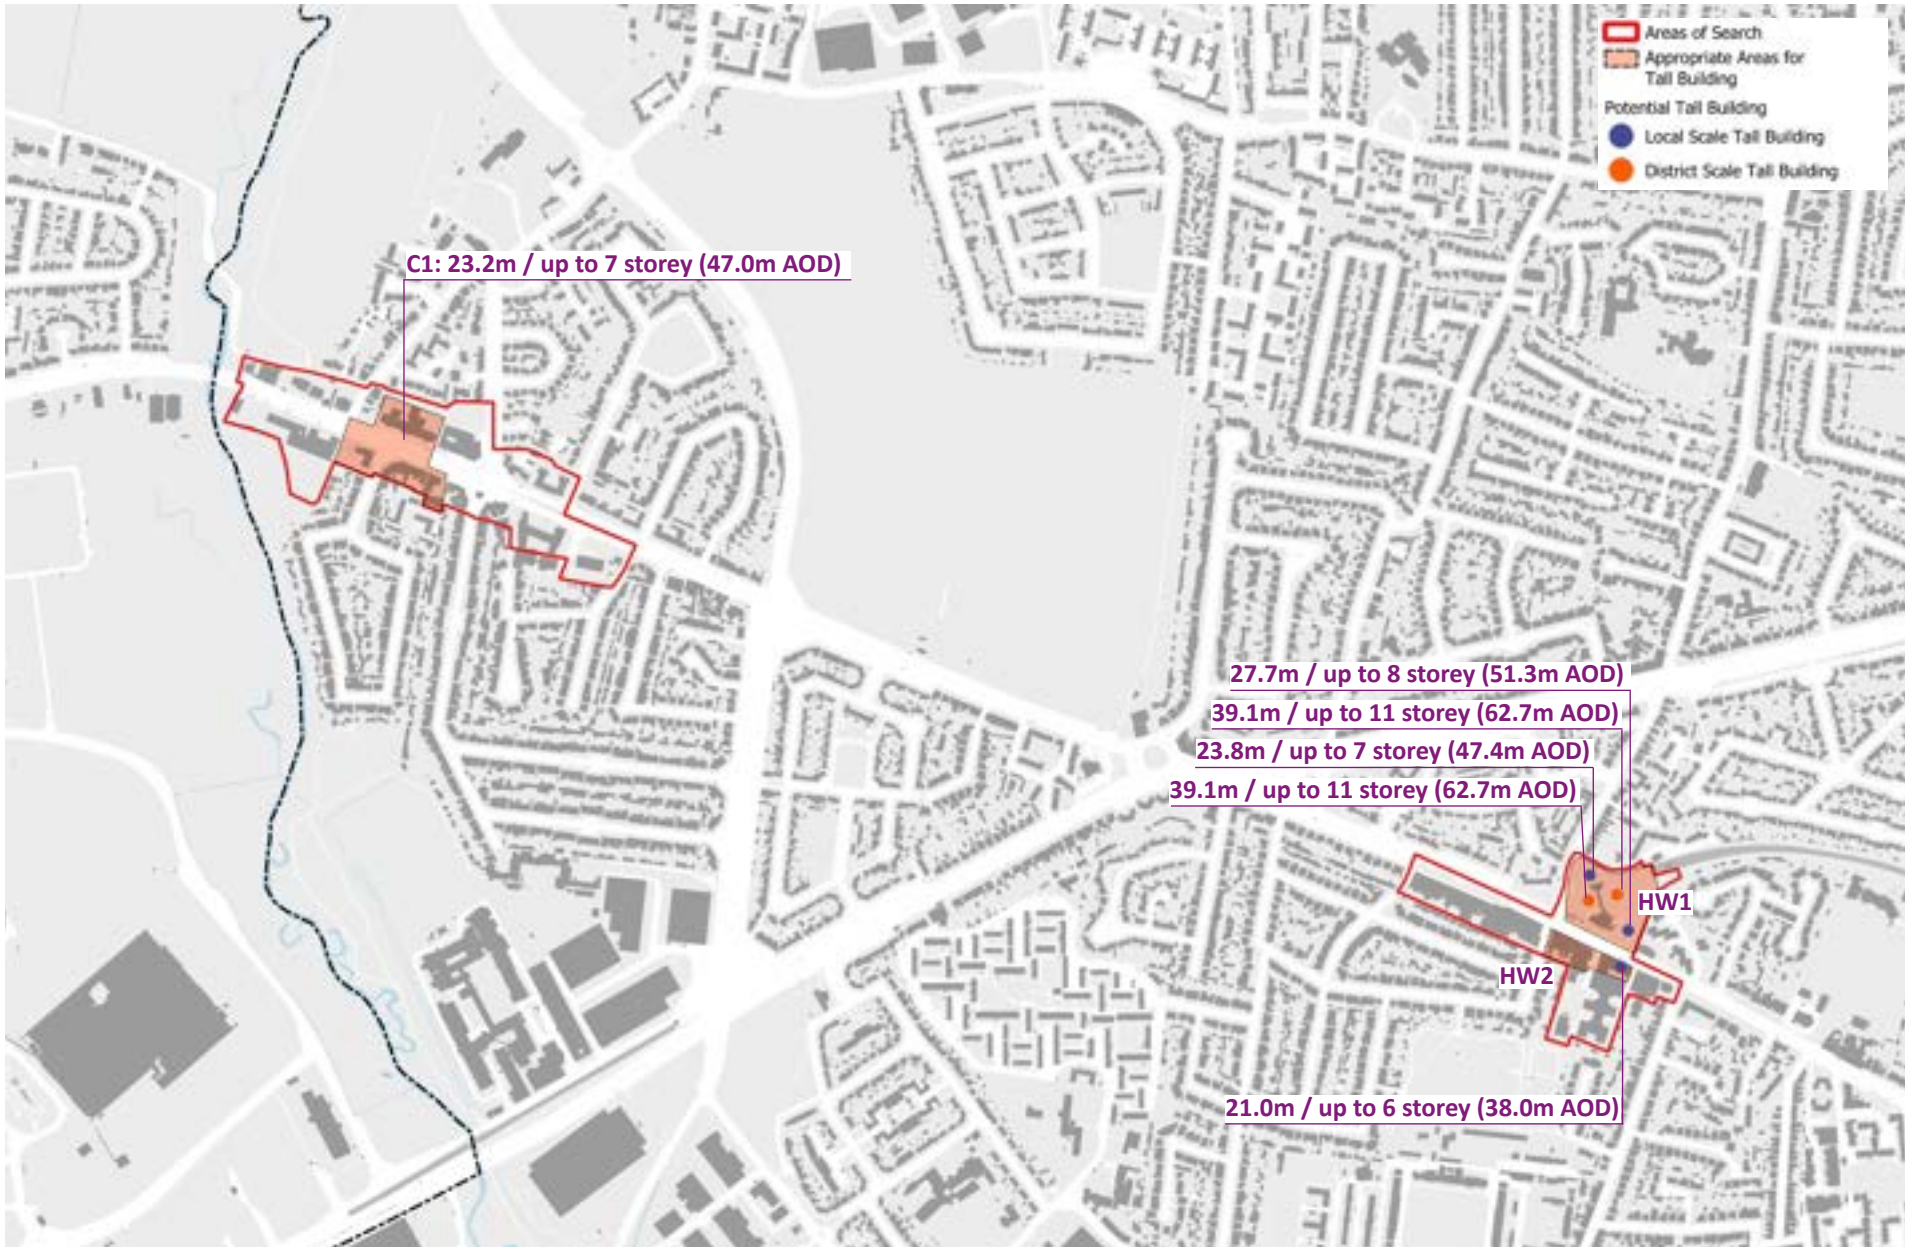 Areas of Search
Appropriate Areas for
Tall Building
Potential Tall Building
Local Scale Tall Building
District Scale Tall Building
C1: 23.2m / up to 7 storey (47.0m AOD)
27.7m / up to 8 storey (51.3m AOD)
39.1m / up to 11 storey (62.7m AOD)
23.8m / up to 7 storey (47.4m AOD)
39.1m / up to 11 storey (62.7m AOD)
HW1
HW2
21.0m / up to 6 storey (38.0m AOD)